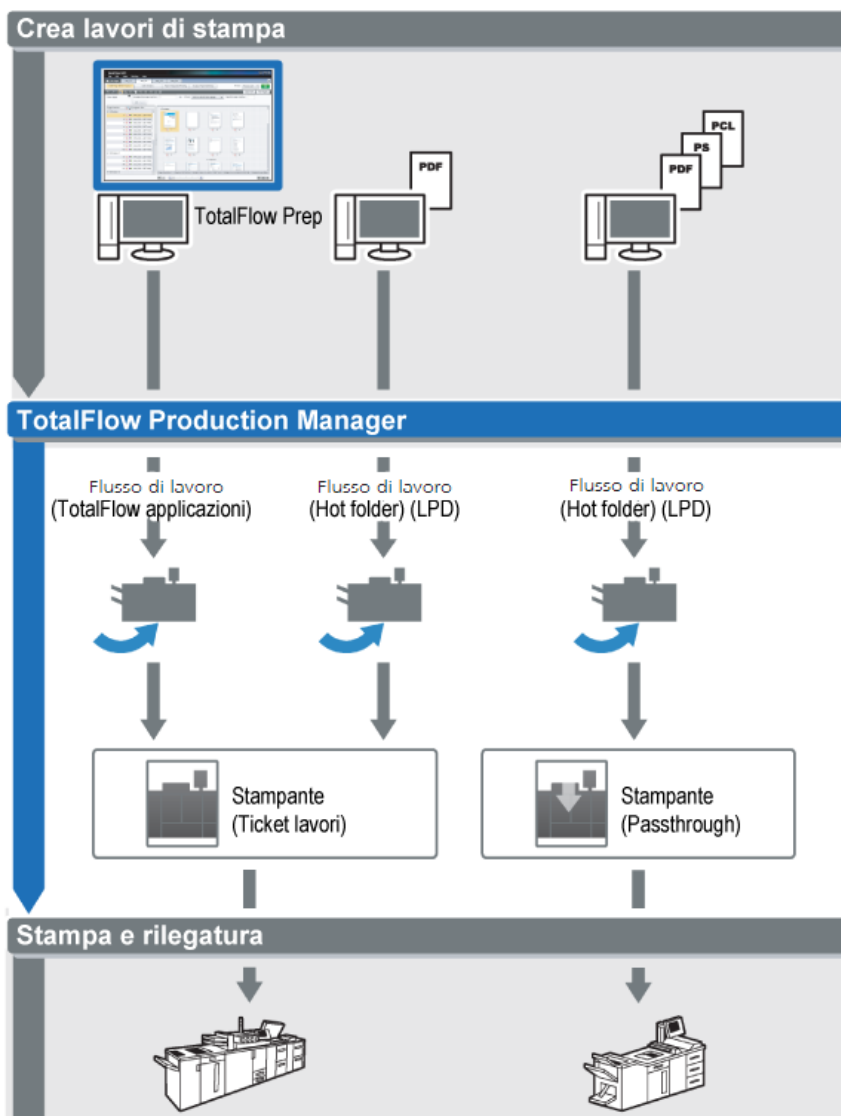 Crea lavori di stampa
PCL
PS
PDF
PDF
TotalFlow Prep
TotalFlow Production Manager
Flusso di lavoro
(TotalFlow applicazioni)
Flusso di lavoro
(Hot folder) (LPD)
Flusso di lavoro
(Hot folder) (LPD)
Stampante
(Ticket lavori)
Stampante
(Passthrough)
Stampa e rilegatura